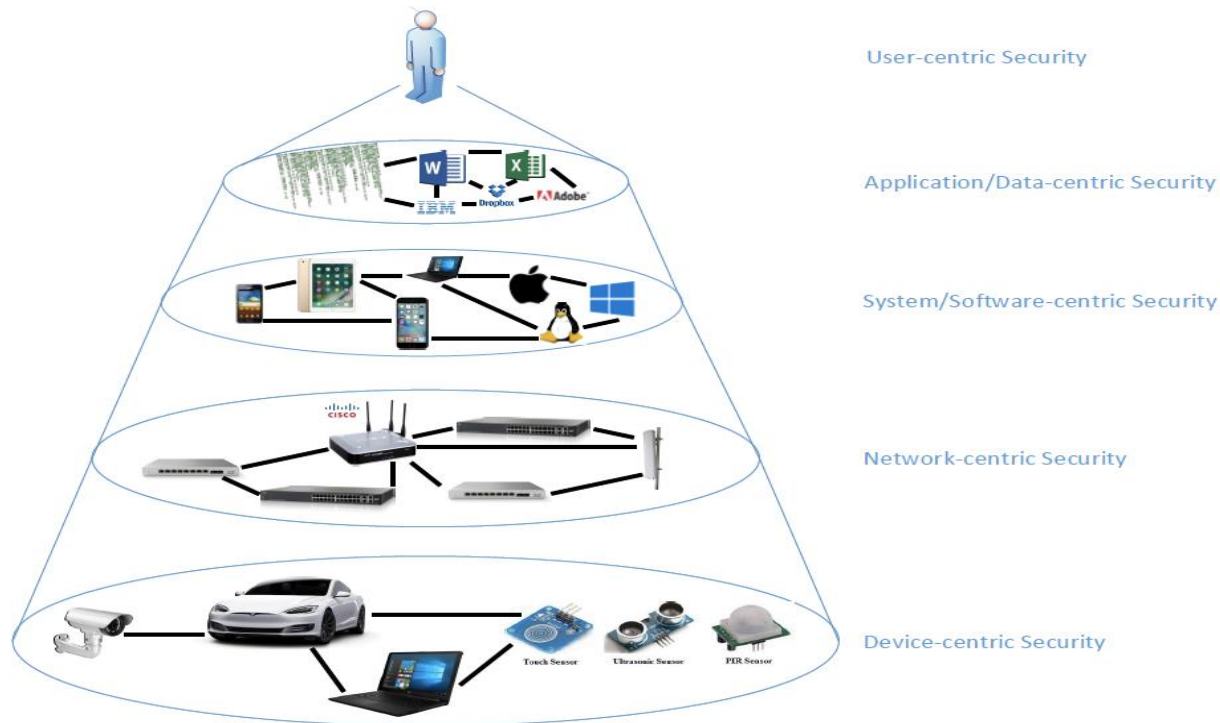 User-centric Security
Application/Data-centric Security
W
X
IBM
Dropbox
Adobe
System/Software-centric Security
CISCO
Network-centric Security
Touch Sensor
Ultrasonic Sensor
PIR Sensor
Device-centric Security